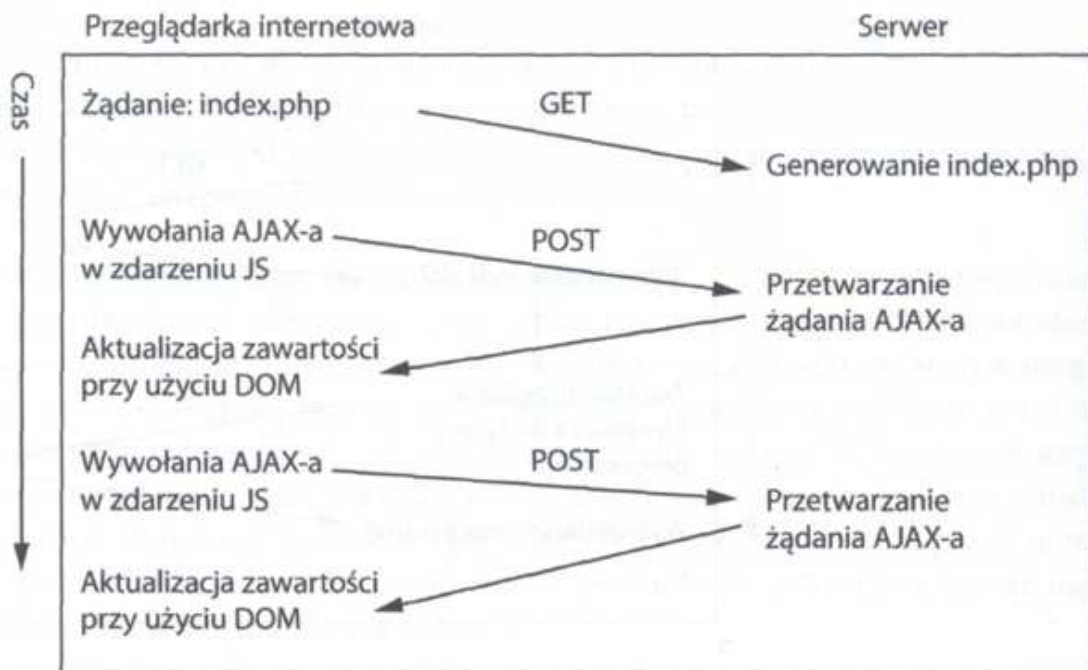 Przeglądarka internetowa
Serwer
Czas
Żądanie: index.php
GET
Generowanie index.php
Wywołania AJAX-a
w zdarzeniu JS
POST
Przetwarzanie
żądania AJAX-a
Aktualizacja zawartości
przy użyciu DOM
Wywołania AJAX-a
w zdarzeniu JS
POST
Przetwarzanie
żądania AJAX-a
Aktualizacja zawartości
przy użyciu DOM